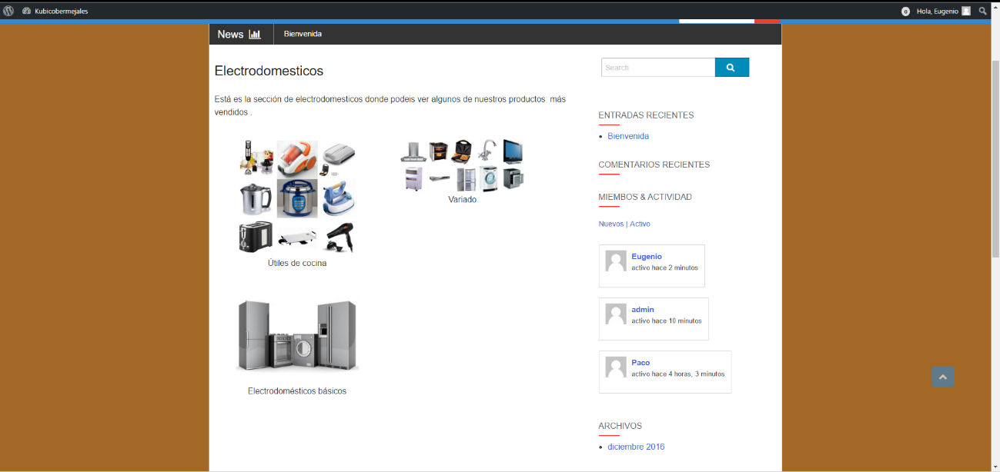 Kubicobermejales
0
Hola, Eugenio
News
Bienvenida
Electrodomesticos
Está es la sección de electrodomesticos donde podeis ver algunos de nuestros productos más
vendidos .
Útiles de cocina
Variado
Electrodomésticos básicos
Search
ENTRADAS RECIENTES
Bienvenida
COMENTARIOS RECIENTES
MIEMBOS & ACTIVIDAD
Nuevos | Activo
Eugenio
activo hace 2 minutos
admin
activo hace 10 minutos
Paco
activo hace 4 horas, 3 minutos
ARCHIVOS
diciembre 2016